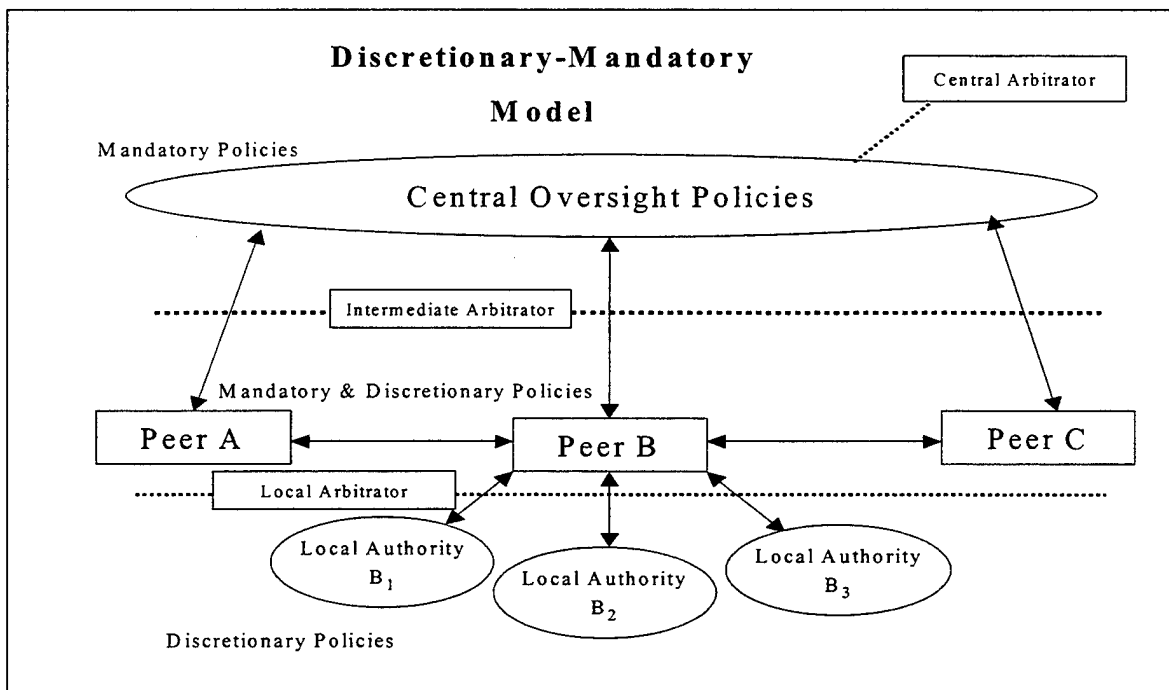 Discretionary-Mandatory
Model
Central Arbitrator
Mandatory Policies
Central Oversight Policies
Intermediate Arbitrator
Mandatory & Discretionary Policies
Peer A
Peer B
Peer C
Local Arbitrator
Local Authority
B1
Local Authority
B2
Local Authority
B3
Discretionary Policies